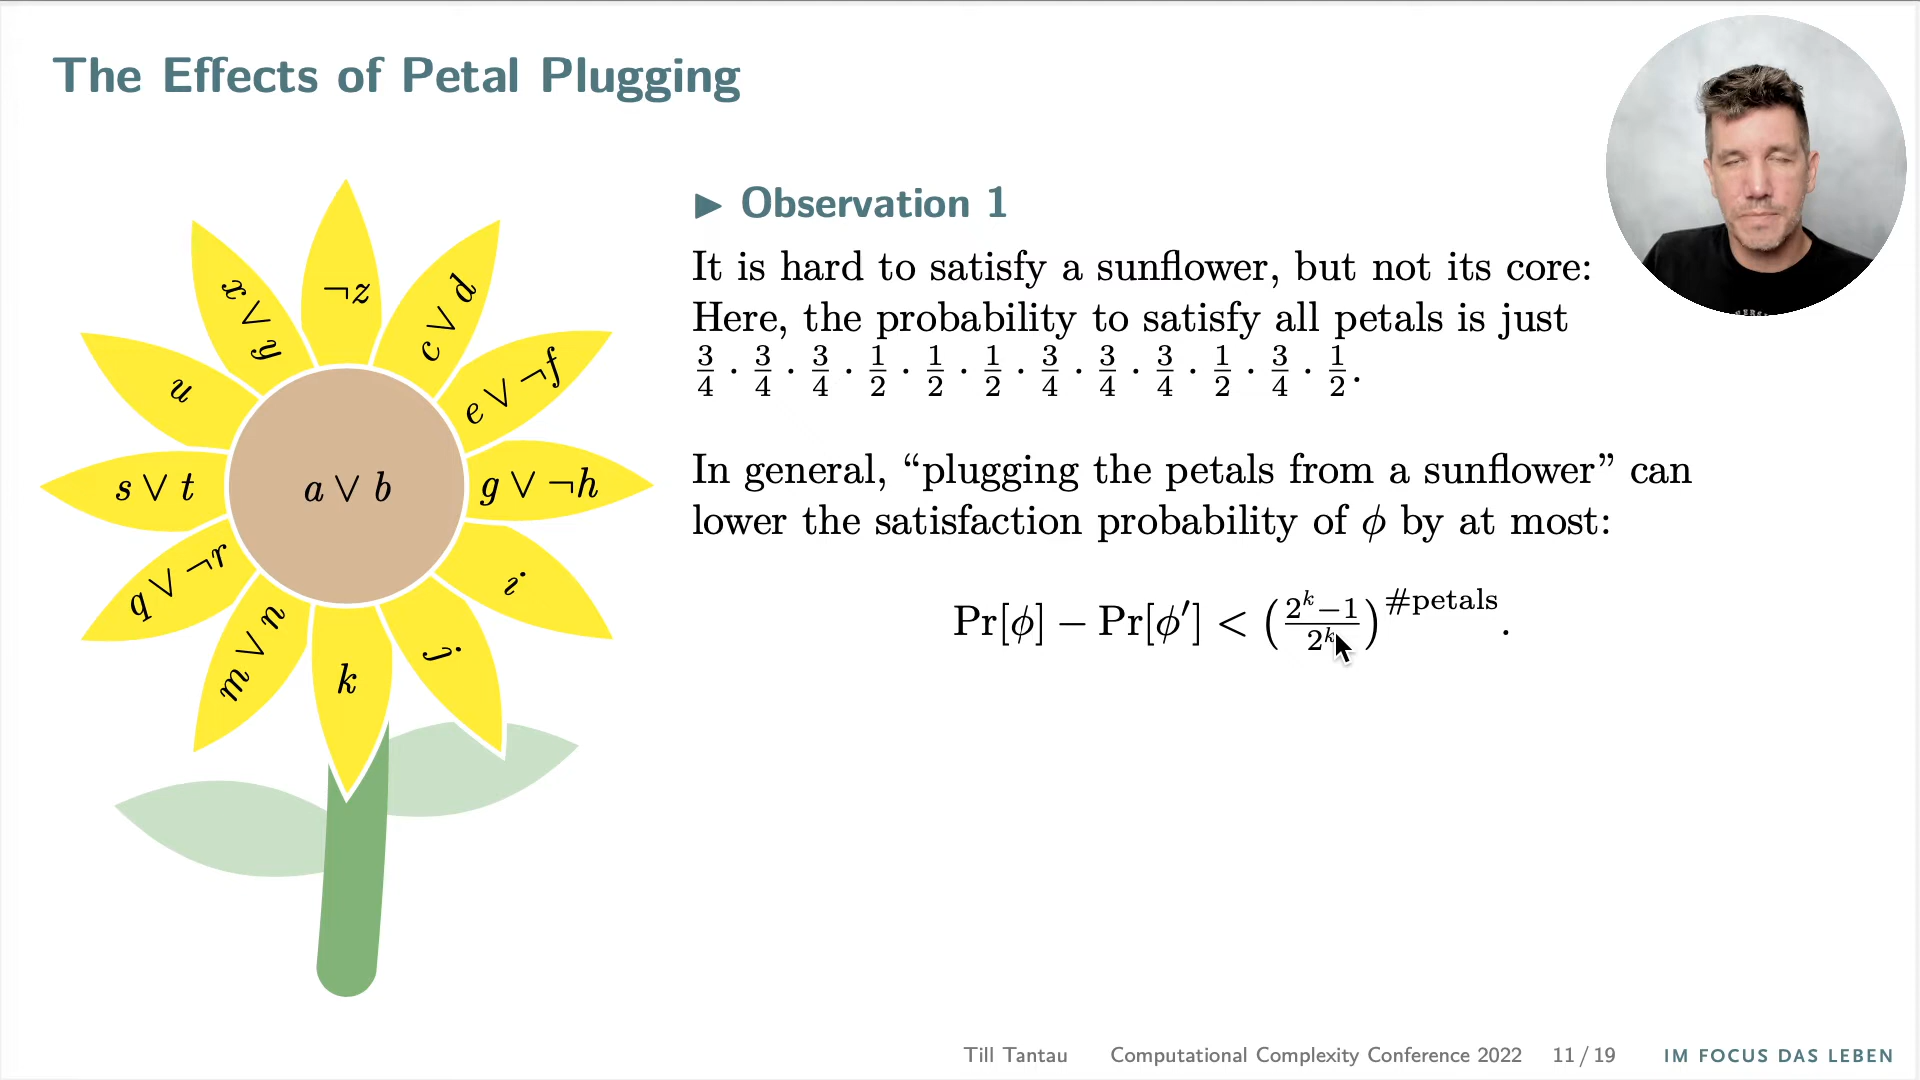 The Effects of Petal Plugging
¬z
c ∨ d
e ∨ ¬f
g ∨ ¬h
i
j
k
m ∨ n
q ∨ ¬r
s ∨ t
u
x ∨ y
a ∨ b
▶ Observation 1
It is hard to satisfy a sunflower, but not its core:
Here, the probability to satisfy all petals is just
3/4 · 3/4 · 3/4 · 1/2 · 1/2 · 1/2 · 3/4 · 3/4 · 3/4 · 1/2 · 3/4 · 1/2.
In general, “plugging the petals from a sunflower” can
lower the satisfaction probability of ϕ by at most:
Pr[ϕ] − Pr[ϕ′] < ((2^k−1)/2^k)^#petals.
Till Tantau Computational Complexity Conference 2022 11 / 19 IM FOCUS DAS LEBEN